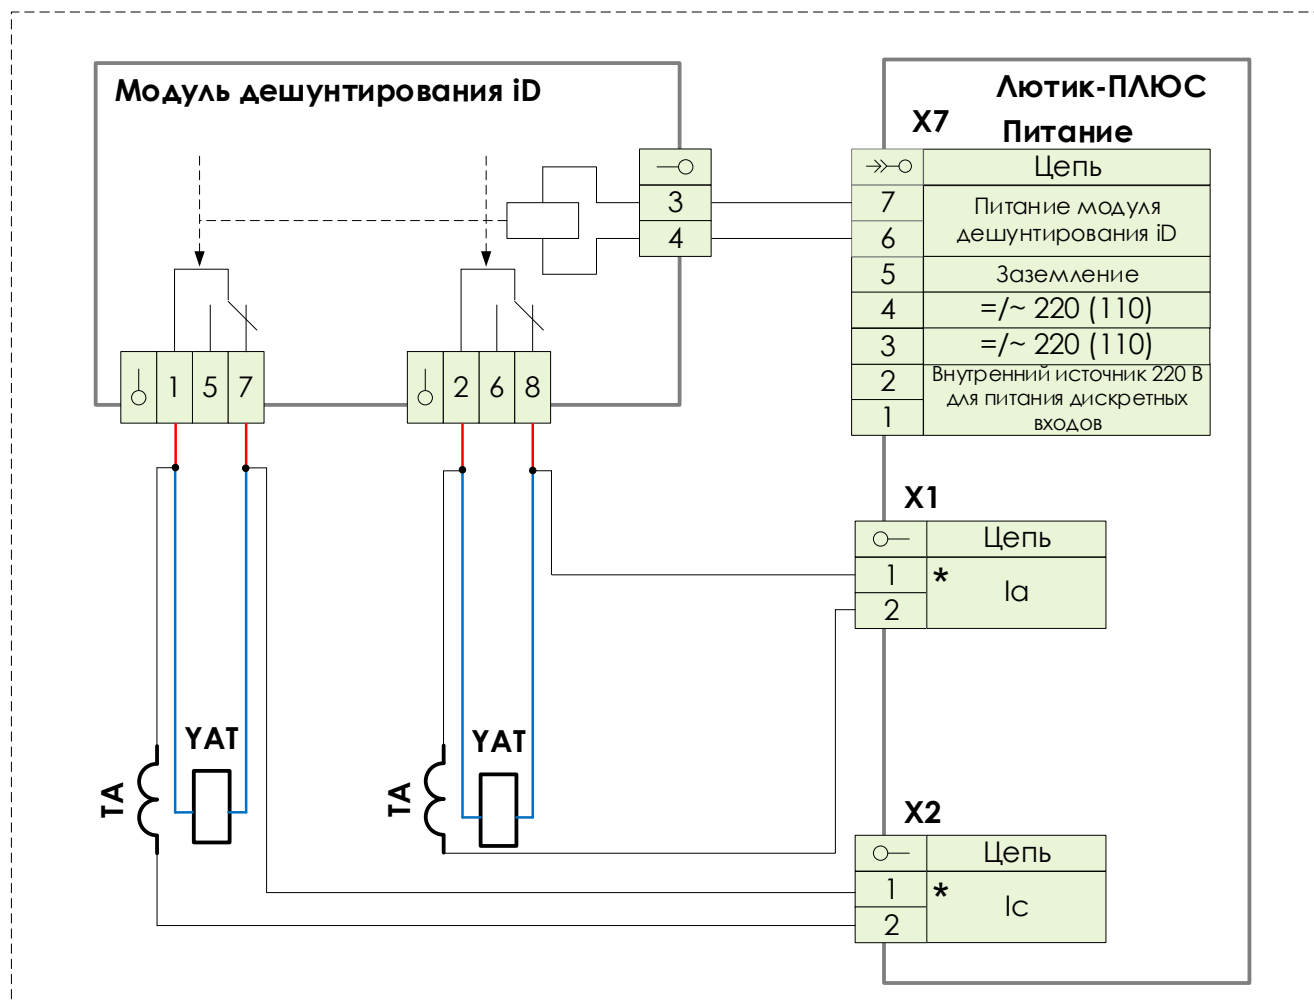 Модуль дешунтирования iD
Лютик-ПЛЮС
X7
Питание
Цепь
3
4
7
6
Питание модуля
дешунтирования iD
5
Заземление
4
=/~ 220 (110)
3
=/~ 220 (110)
2
1
Внутренний источник 220 В
для питания дискретных
входов
1
5
7
2
6
8
X1
Цепь
1
2
*
Ia
YAT
TA
YAT
TA
X2
Цепь
1
2
*
Ic